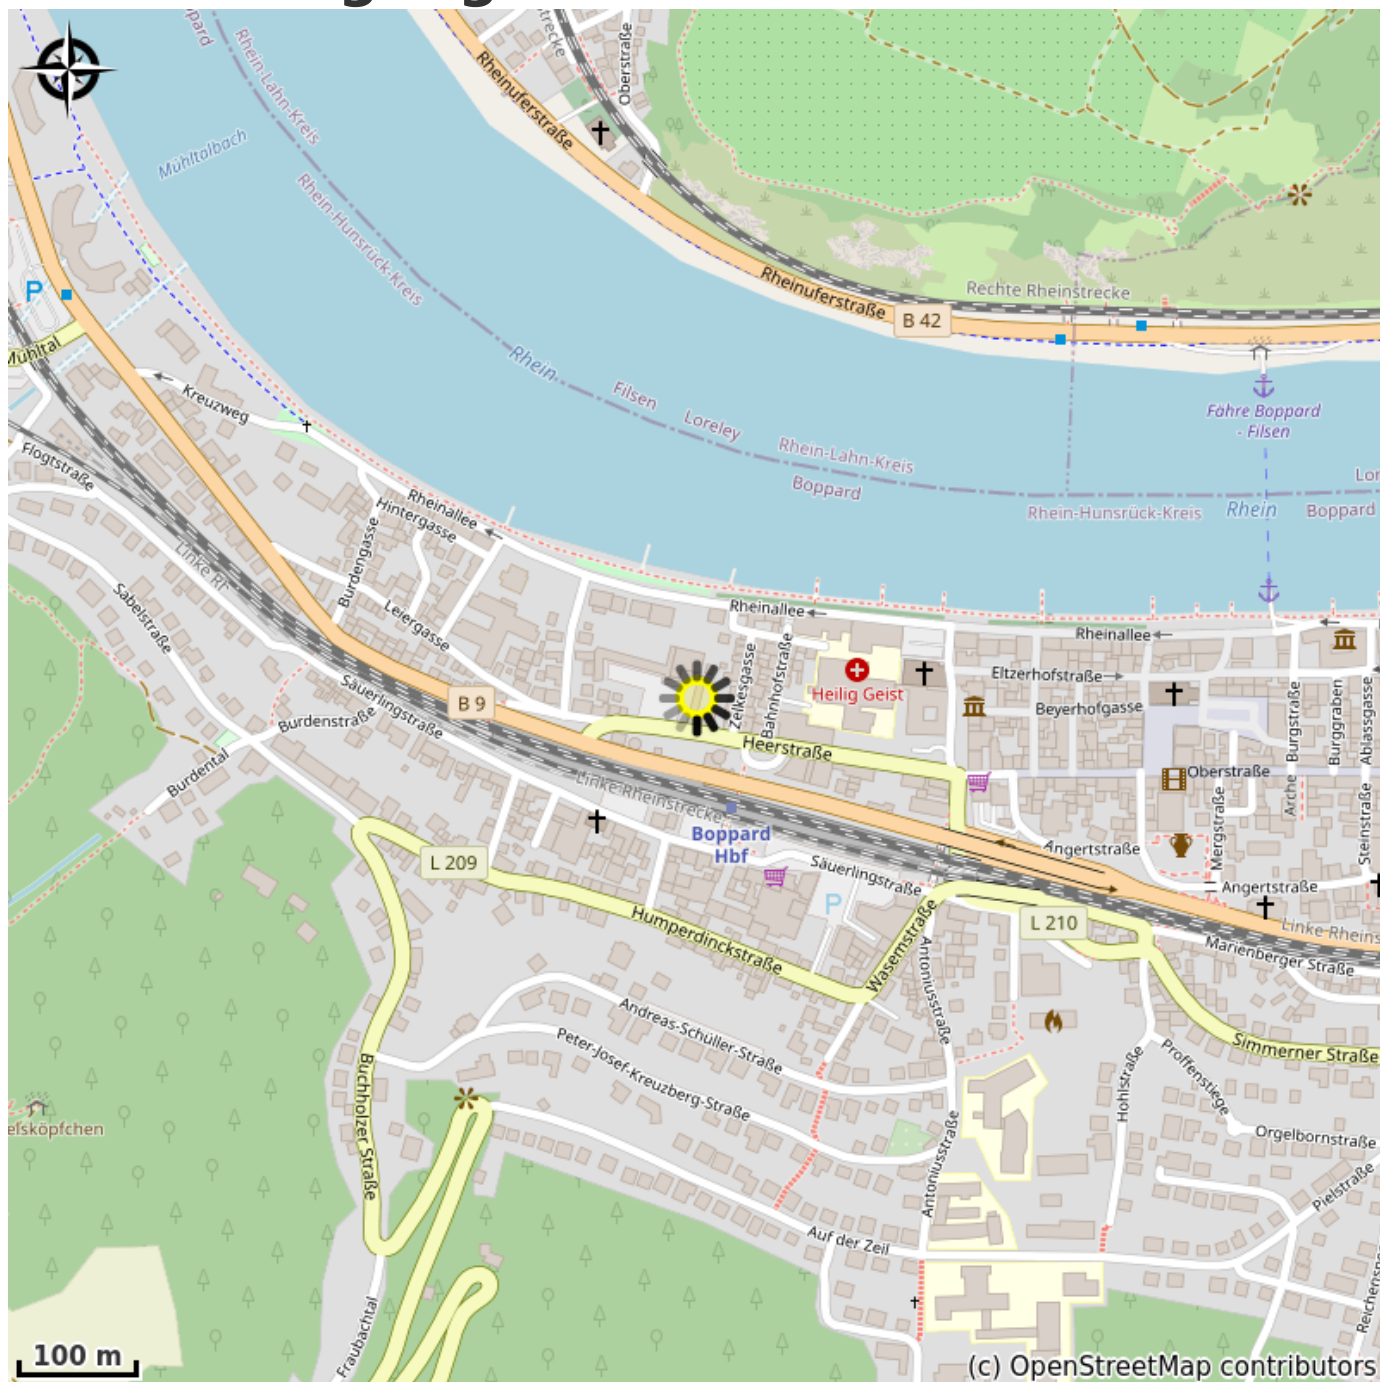 strecke
Oberstraße
Boppard
Rhein-Lahn-Kreis
Rheinuferstraße
Mühltalbach
Rhein-Hunsrück-Kreis
Rheinuferstraße
Rechte Rheinstrecke
B 42
P
Mühltal
Rhein
Kreuzweg
Filsen
Loreley
Fähre Boppard
- Filsen
Rhein-Lahn-Kreis
Boppard
Flogtstraße
Rheinallee
Hintergasse
Rhein-Hunsrück-Kreis
Rhein
Boppard
Linke Rh
Burdengasse
Sabelstraße
Leiergasse
Rheinallee
Rheinallee
Zelkesgasse
Bahnhofstraße
Heilig Geist
Eltzerhofstraße
Beyerhofgasse
Burgstraße
Burggraben
Ablassgasse
Säuerlingstraße
B 9
Burdenstraße
Heerstraße
Burdental
Linke Rheinstrecke
Oberstraße
Arche
Mergstraße
Steinstraße
Boppard
Hbf
Angertstraße
L 209
Säuerlingstraße
Angertstraße
P
Humperdinckstraße
Wasemstraße
L 210
Linke Rheins
Marienberger Straße
Antoniusstraße
Andreas-Schüller-Straße
Peter-Josef-Kreuzberg-Straße
Simmerner Straße
Buchholzer Straße
Hohlstraße
Proffenstiege
elsköpfchen
Orgelbornstraße
Antoniusstraße
Pielstraße
Auf der Zeil
Fraubachtal
100 m
(c) OpenStreetMap contributors